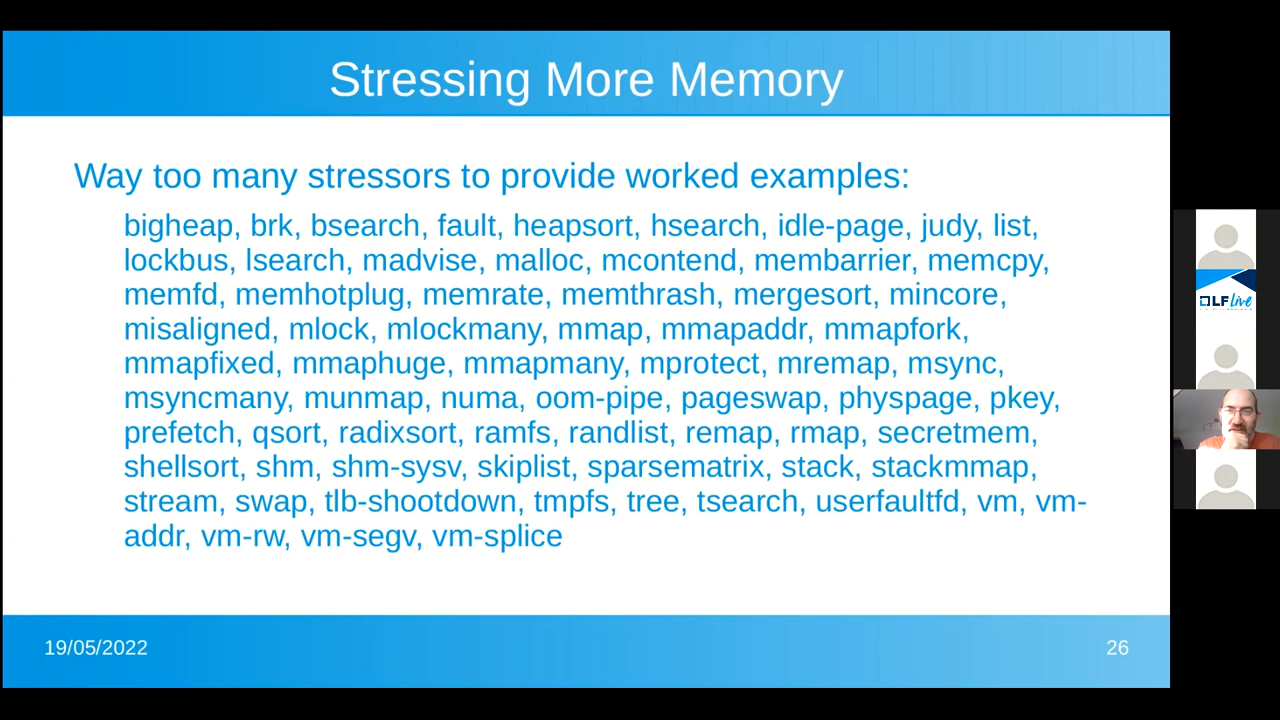 Stressing More Memory
Way too many stressors to provide worked examples:
bigheap, brk, bsearch, fault, heapsort, hsearch, idle-page, judy, list,
lockbus, lsearch, madvise, malloc, mcontend, membarrier, memcpy,
memfd, memhotplug, memrate, memthrash, mergesort, mincore,
misaligned, mlock, mlockmany, mmap, mmapaddr, mmapfork,
mmapfixed, mmaphuge, mmapmany, mprotect, mremap, msync,
msyncmany, munmap, numa, oom-pipe, pageswap, physpage, pkey,
prefetch, qsort, radixsort, ramfs, randlist, remap, rmap, secretmem,
shellsort, shm, shm-sysv, skiplist, sparsematrix, stack, stackmmap,
stream, swap, tlb-shootdown, tmpfs, tree, tsearch, userfaultfd, vm, vm-
addr, vm-rw, vm-segv, vm-splice
19/05/2022
26
LF Live